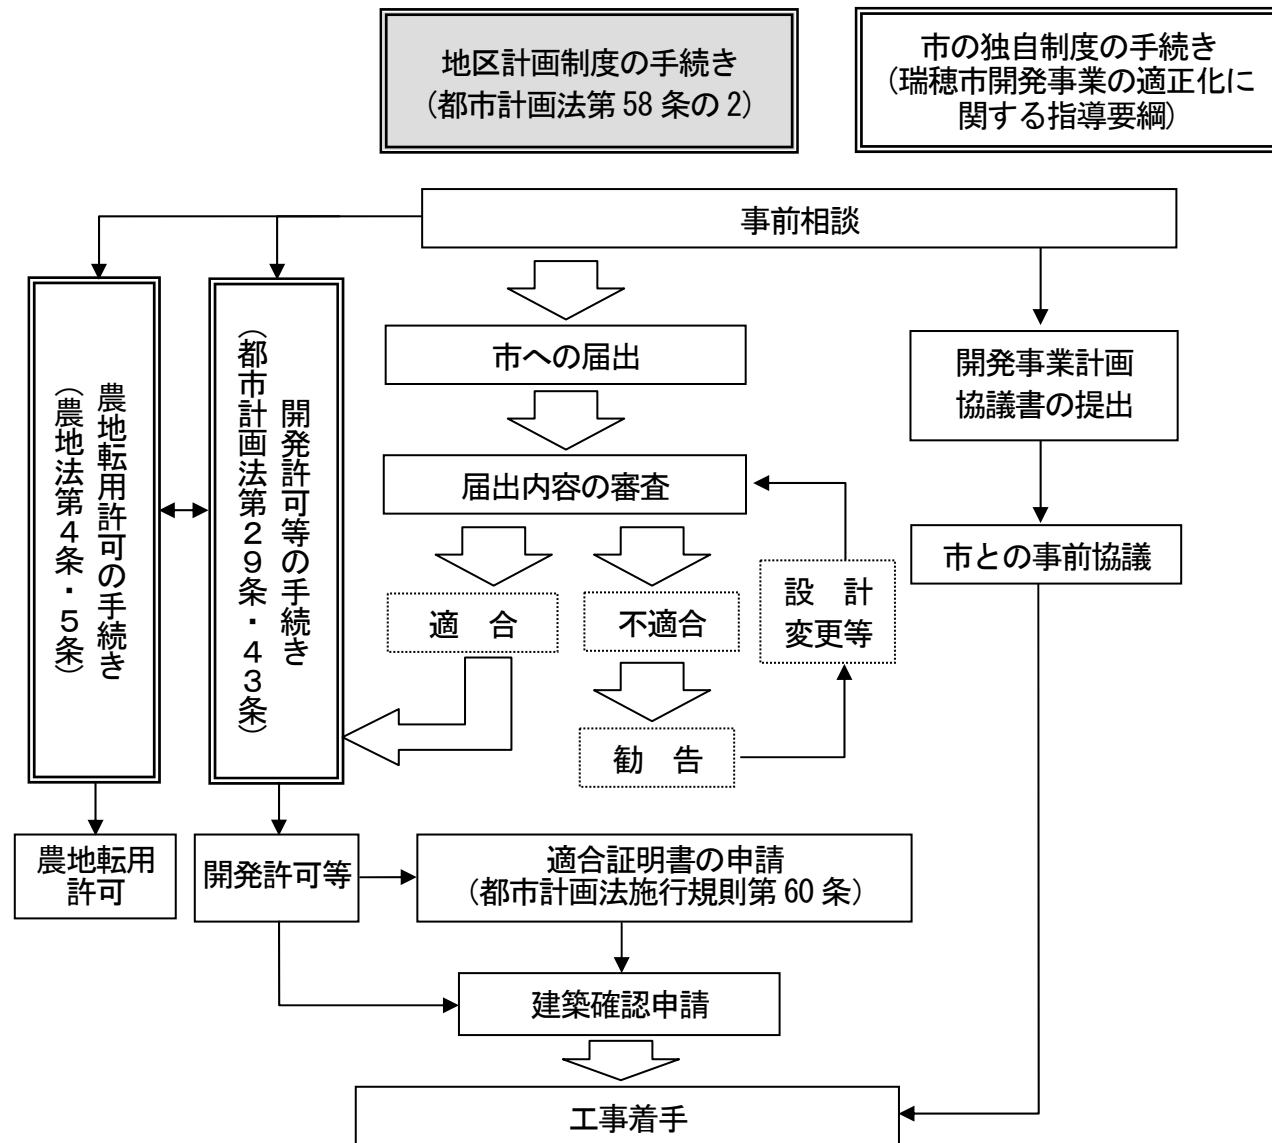 地区計画制度の手続き
(都市計画法第 58 条の 2)
市の独自制度の手続き
(瑞穂市開発事業の適正化に
関する指導要綱)
事前相談
農地転用許可の手続き
(農地法第4条・5条)
開発許可等の手続き
(都市計画法第29条・43条)
市への届出
開発事業計画
協議書の提出
届出内容の審査
市との事前協議
適 合
不適合
設 計
変更等
勧 告
農地転用
許可
開発許可等
適合証明書の申請
(都市計画法施行規則第 60 条)
建築確認申請
工事着手